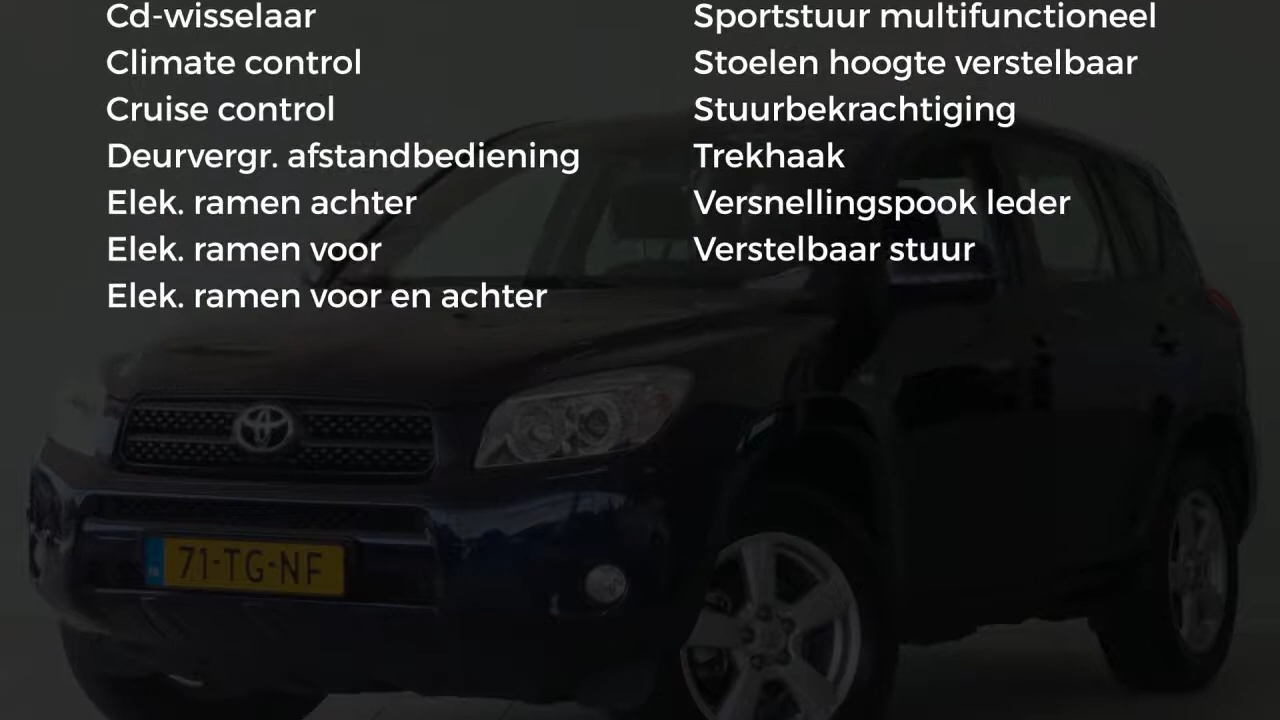 Cd-wisselaar
Climate control
Cruise control
Deurvergr. afstandbediening
Elek. ramen achter
Elek. ramen voor
Elek. ramen voor en achter
Sportstuur multifunctioneel
Stoelen hoogte verstelbaar
Stuurbekrachtiging
Trekhaak
Versnellingspook leder
Verstelbaar stuur
71-TG-NF